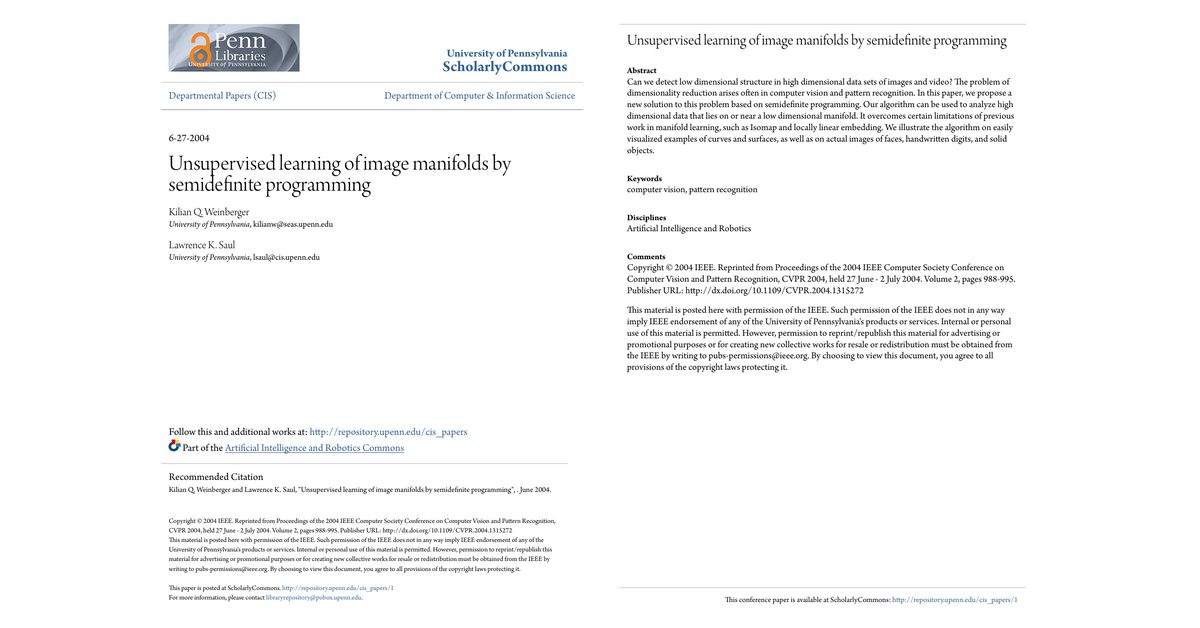 Penn
Libraries
UNIVERSITY of PENNSYLVANIA
University of Pennsylvania
ScholarlyCommons
Departmental Papers (CIS)
Department of Computer & Information Science
6-27-2004
Unsupervised learning of image manifolds by
semidefinite programming
Kilian Q. Weinberger
University of Pennsylvania, kilianw@seas.upenn.edu
Lawrence K. Saul
University of Pennsylvania, lsaul@cis.upenn.edu
Follow this and additional works at: http://repository.upenn.edu/cis_papers
Part of the Artificial Intelligence and Robotics Commons
Recommended Citation
Kilian Q. Weinberger and Lawrence K. Saul, "Unsupervised learning of image manifolds by semidefinite programming", . June 2004.
Copyright © 2004 IEEE. Reprinted from Proceedings of the 2004 IEEE Computer Society Conference on Computer Vision and Pattern Recognition,
CVPR 2004, held 27 June - 2 July 2004. Volume 2, pages 988-995. Publisher URL: http://dx.doi.org/10.1109/CVPR.2004.1315272
This material is posted here with permission of the IEEE. Such permission of the IEEE does not in any way imply IEEE endorsement of any of the
University of Pennsylvania's products or services. Internal or personal use of this material is permitted. However, permission to reprint/republish this
material for advertising or promotional purposes or for creating new collective works for resale or redistribution must be obtained from the IEEE by
writing to pubs-permissions@ieee.org. By choosing to view this document, you agree to all provisions of the copyright laws protecting it.
This paper is posted at ScholarlyCommons. http://repository.upenn.edu/cis_papers/1
For more information, please contact libraryrepository@pobox.upenn.edu.
Unsupervised learning of image manifolds by semidefinite programming
Abstract
Can we detect low dimensional structure in high dimensional data sets of images and video? The problem of
dimensionality reduction arises often in computer vision and pattern recognition. In this paper, we propose a
new solution to this problem based on semidefinite programming. Our algorithm can be used to analyze high
dimensional data that lies on or near a low dimensional manifold. It overcomes certain limitations of previous
work in manifold learning, such as Isomap and locally linear embedding. We illustrate the algorithm on easily
visualized examples of curves and surfaces, as well as on actual images of faces, handwritten digits, and solid
objects.
Keywords
computer vision, pattern recognition
Disciplines
Artificial Intelligence and Robotics
Comments
Copyright © 2004 IEEE. Reprinted from Proceedings of the 2004 IEEE Computer Society Conference on
Computer Vision and Pattern Recognition, CVPR 2004, held 27 June - 2 July 2004. Volume 2, pages 988-995.
Publisher URL: http://dx.doi.org/10.1109/CVPR.2004.1315272
This material is posted here with permission of the IEEE. Such permission of the IEEE does not in any way
imply IEEE endorsement of any of the University of Pennsylvania's products or services. Internal or personal
use of this material is permitted. However, permission to reprint/republish this material for advertising or
promotional purposes or for creating new collective works for resale or redistribution must be obtained from
the IEEE by writing to pubs-permissions@ieee.org. By choosing to view this document, you agree to all
provisions of the copyright laws protecting it.
This conference paper is available at ScholarlyCommons: http://repository.upenn.edu/cis_papers/1